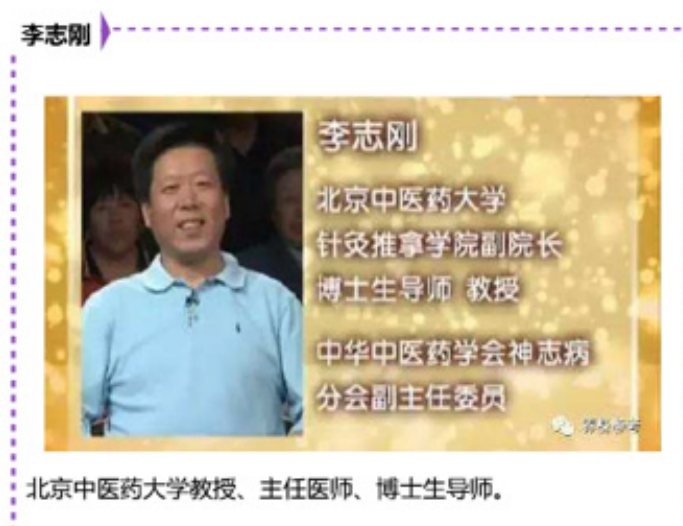 李志刚
李志刚
北京中医药大学
针灸推拿学院副院长
博士生导师 教授
中华中医药学会神志病
分会副主任委员
北京中医药大学教授、主任医师、博士生导师。